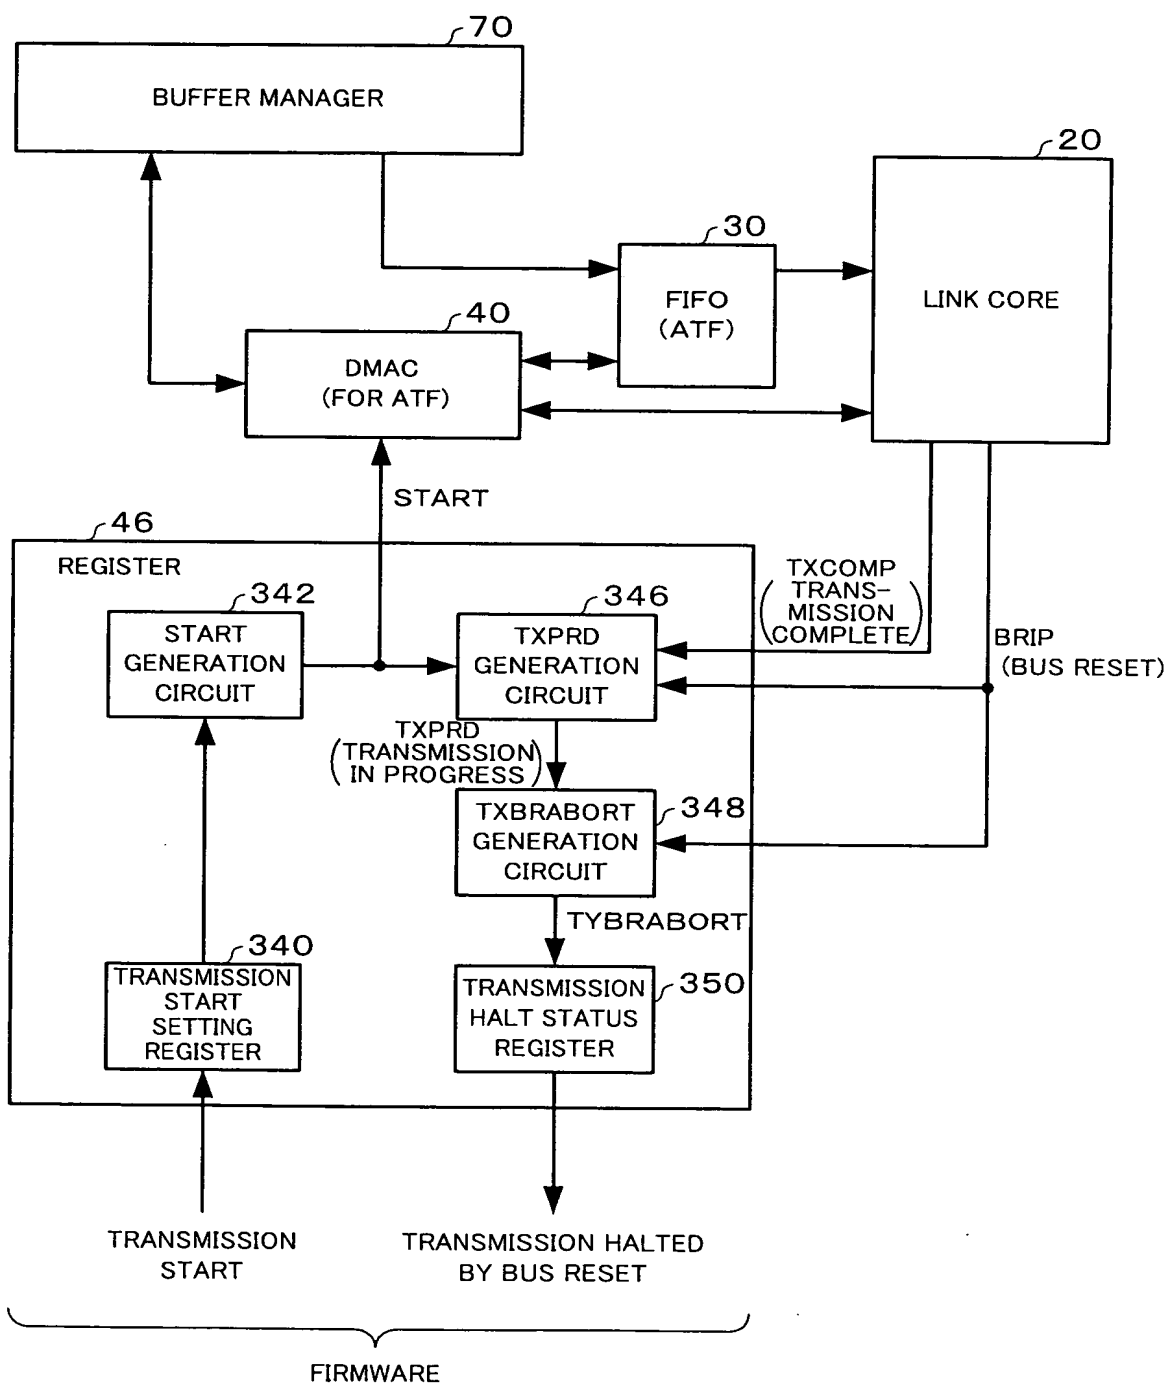 70
BUFFER MANAGER
20
LINK CORE
30
FIFO
(ATF)
40
DMAC
(FOR ATF)
START
46
REGISTER
342
START
GENERATION
CIRCUIT
346
TXPRD
GENERATION
CIRCUIT
TXCOMP
(TRANS-
MISSION
COMPLETE)
BRIP
(BUS RESET)
TXPRD
(TRANSMISSION
IN PROGRESS)
348
TXBRABORT
GENERATION
CIRCUIT
TYBRABORT
340
TRANSMISSION
START
SETTING
REGISTER
350
TRANSMISSION
HALT STATUS
REGISTER
TRANSMISSION
START
TRANSMISSION HALTED
BY BUS RESET
FIRMWARE